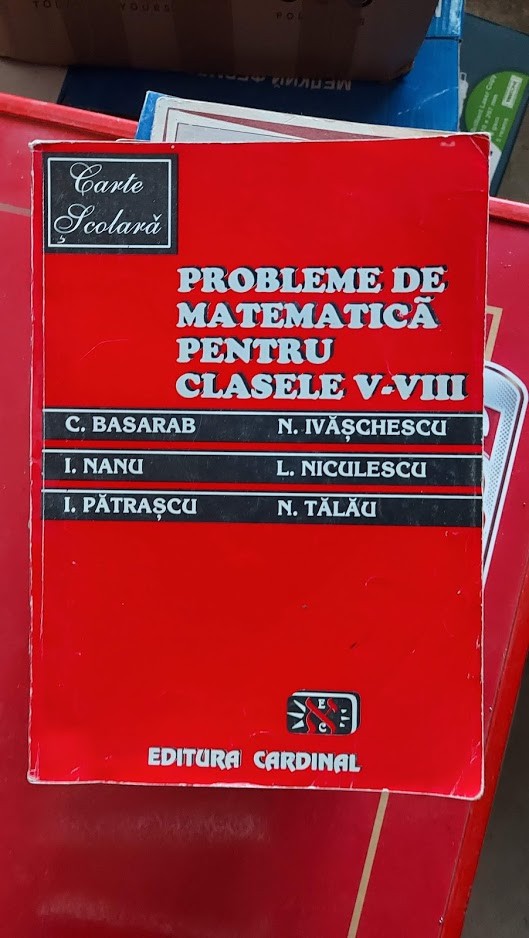 Carte
Școlară
PROBLEME DE
MATEMATICĂ
PENTRU
CLASELE V-VIII
C. BASARAB N. IVĂȘCHESCU
I. NANU L. NICULESCU
I. PĂTRAȘCU N. TĂLĂU
E
C
EDITURA CARDINAL